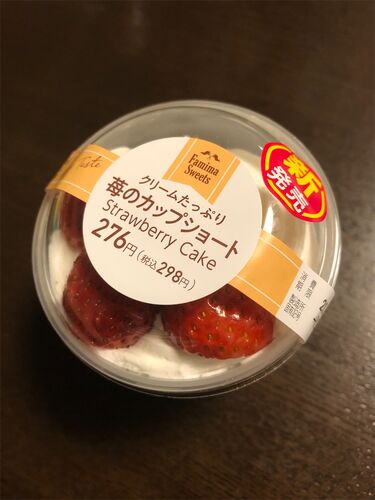 Taste
Famima
Sweets
クリームたっぷり
苺のカップショート
Strawberry Cake
276円(税込298円)
新
発売